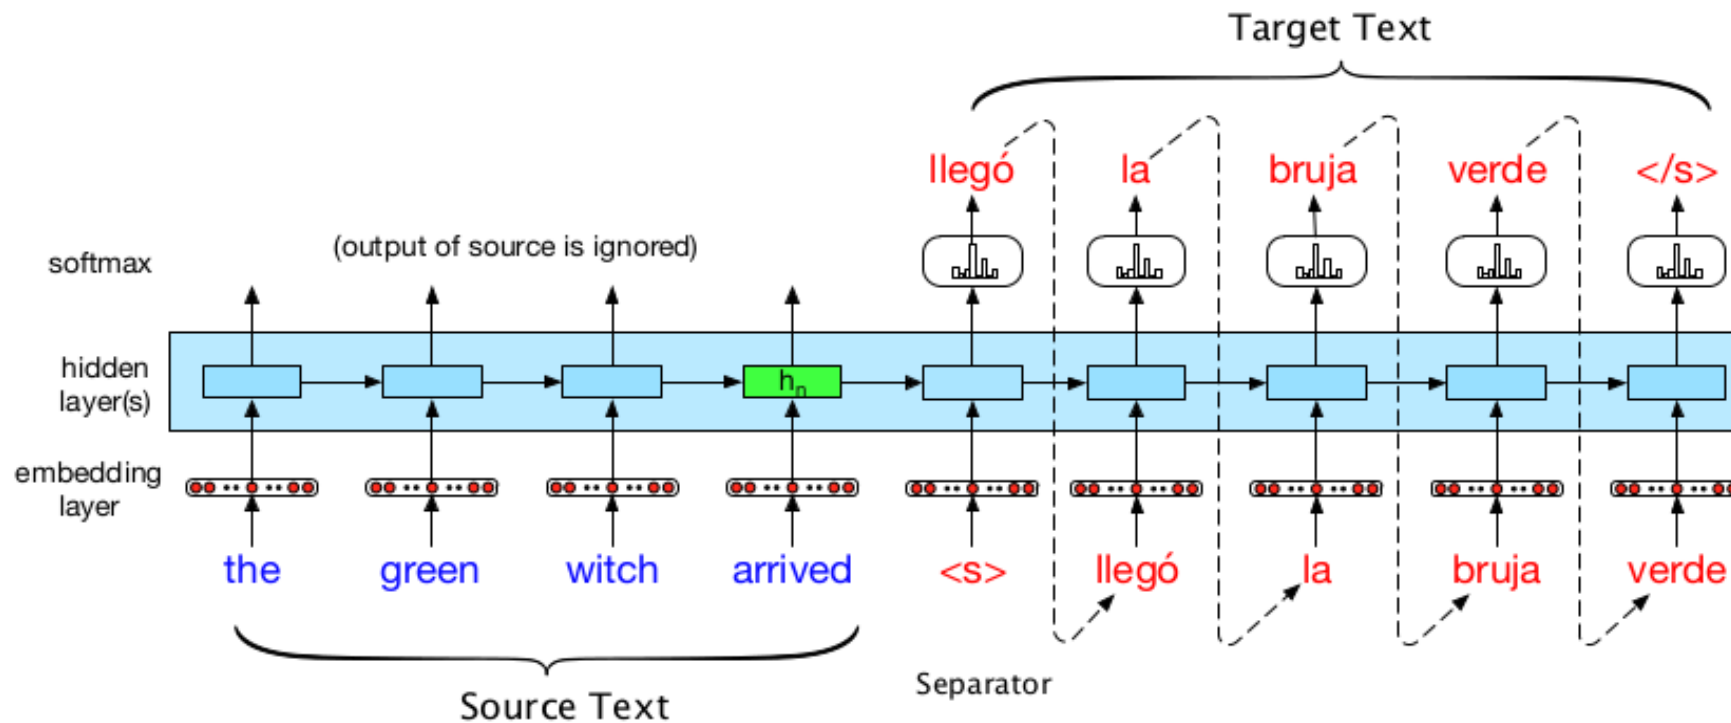 Target Text
llegó la bruja verde </s>
softmax (output of source is ignored)
hidden
layer(s)
hn
embedding
layer
the green witch arrived <s> llegó la bruja verde
Separator
Source Text